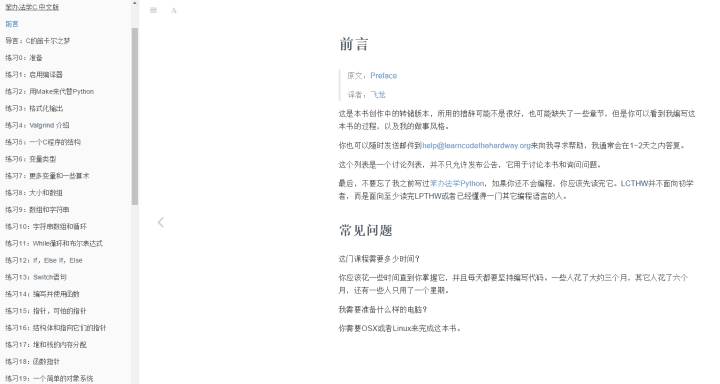 笨办法学C 中文版
前言
导言：C的笛卡尔之梦
练习0：准备
练习1：启用编译器
练习2：用Make来代替Python
练习3：格式化输出
练习4：Valgrind 介绍
练习5：一个C程序的结构
练习6：变量类型
练习7：更多变量和一些算术
练习8：大小和数组
练习9：数组和字符串
练习10：字符串数组和循环
练习11：While循环和布尔表达式
练习12：If，Else If，Else
练习13：Switch语句
练习14：编写并使用函数
练习15：指针，可怕的指针
练习16：结构体和指向它们的指针
练习17：堆和栈的内存分配
练习18：函数指针
练习19：一个简单的对象系统
A
前言
原文：Preface
译者：飞龙
这是本书创作中的转储版本，所用的措辞可能不是很好，也可能缺失了一些章节，但是你可以看到我编写这
本书的过程，以及我的做事风格。
你也可以随时发送邮件到help@learncodethehardway.org来向我寻求帮助，我通常会在1~2天之内答复。
这个列表是一个讨论列表，并不只允许发布公告，它用于讨论本书和询问问题。
最后，不要忘了我之前写过笨办法学Python，如果你还不会编程，你应该先读完它。LCTHW并不面向初学
者，而是面向至少读完LPTHW或者已经懂得一门其它编程语言的人。
常见问题
这门课程需要多少时间？
你应该花一些时间直到你掌握它，并且每天都要坚持编写代码。一些人花了大约三个月，其它人花了六个
月，还有一些人只用了一个星期。
我需要准备什么样的电脑？
你需要OSX或者Linux来完成这本书。